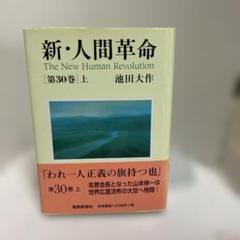 新・人間革命
The New Human Revolution
[第30巻]上 池田大作
「われ一人正義の旗持つ也」
第30巻 上
名誉会長となった山本伸一は
世界広宣流布の大空へ飛翔!
聖教新聞社